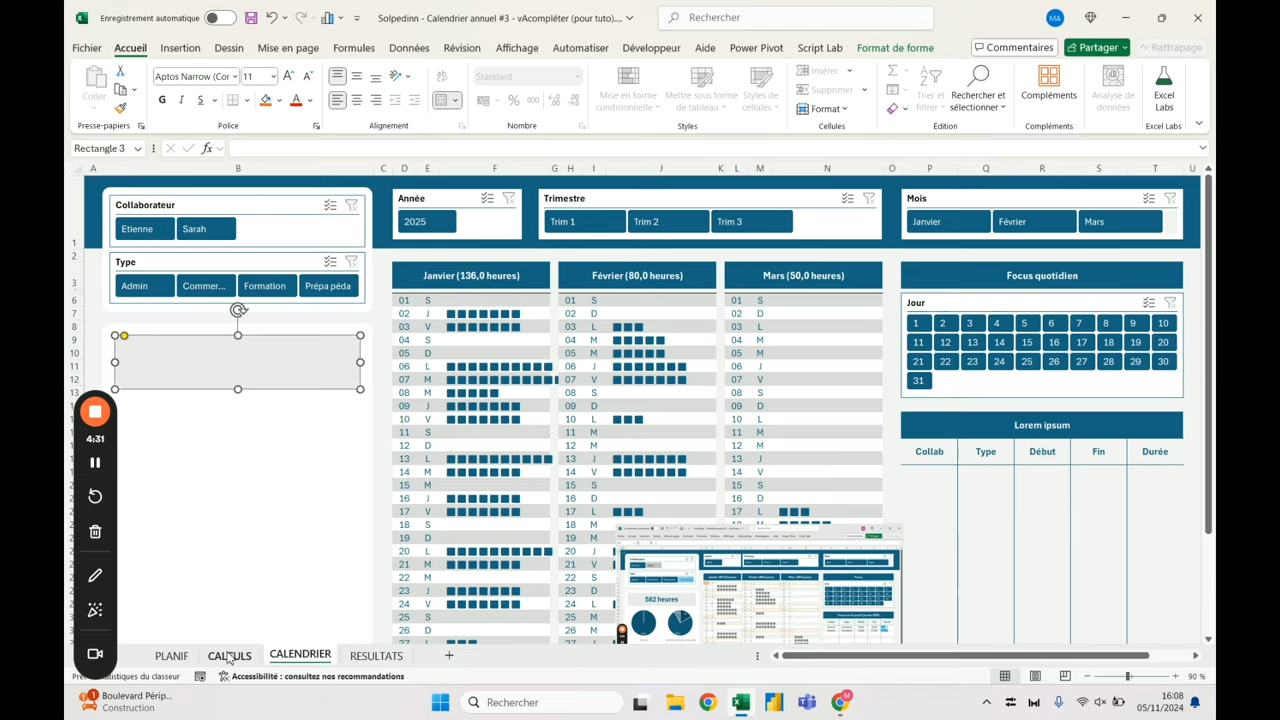 Enregistrement automatique
Solpedinn - Calendrier annuel #3 - vAcompléter (pour tuto)....
Rechercher
MA
Fichier Accueil Insertion Dessin Mise en page Formules Données Révision Affichage Automatiser Développeur Aide Power Pivot Script Lab Format de forme
Commentaires Partager Rattrapage
Coller
Aptos Narrow (Cor 11
G I S
Standard
Mise en forme conditionnelle
Mettre sous forme de tableau
Styles de cellules
Insérer
Supprimer
Format
Trier et filtrer
Rechercher et sélectionner
Compléments
Analyse de données
Excel Labs
Presse-papiers Police Alignement Nombre Styles Cellules Édition Compléments Excel Labs
Rectangle 3 fx
A B C D E F G H I J K L M N O P Q R S T U
Collaborateur
Etienne Sarah
Type
Admin Commer... Formation Prépa péda
Année
2025
Trimestre
Trim 1 Trim 2 Trim 3
Mois
Janvier Février Mars
Janvier (136,0 heures) Février (80,0 heures) Mars (50,0 heures) Focus quotidien
01 S 01 S 01 S
02 J 02 D 02 D
03 V 03 L 03 L
04 S 04 M 04 M
05 D 05 M 05 M
06 L 06 J 06 J
07 M 07 V 07 V
08 M 08 S 08 S
09 J 09 D 09 D
10 V 10 L 10 L
11 S 11 M 11 M
12 D 12 M 12 M
13 L 13 J 13 J
14 M 14 V 14 V
15 M 15 S 15 S
16 J 16 D 16 D
17 V 17 L 17 L
18 S 18 M
19 D 19 M
20 L 20 J
21 M 21 V
22 M 22 S
23 J 23 D
24 V 24 L
25 S 25 M
26 D 26 M
Jour
1 2 3 4 5 6 7 8 9 10
11 12 13 14 15 16 17 18 19 20
21 22 23 24 25 26 27 28 29 30
31
Lorem ipsum
Collab Type Début Fin Durée
582 heures
4:31
PLANIF CALCULS CALENDRIER RESULTATS
Accessibilité : consultez nos recommandations
90 %
Boulevard Périp...
Construction
Rechercher
16:08
05/11/2024